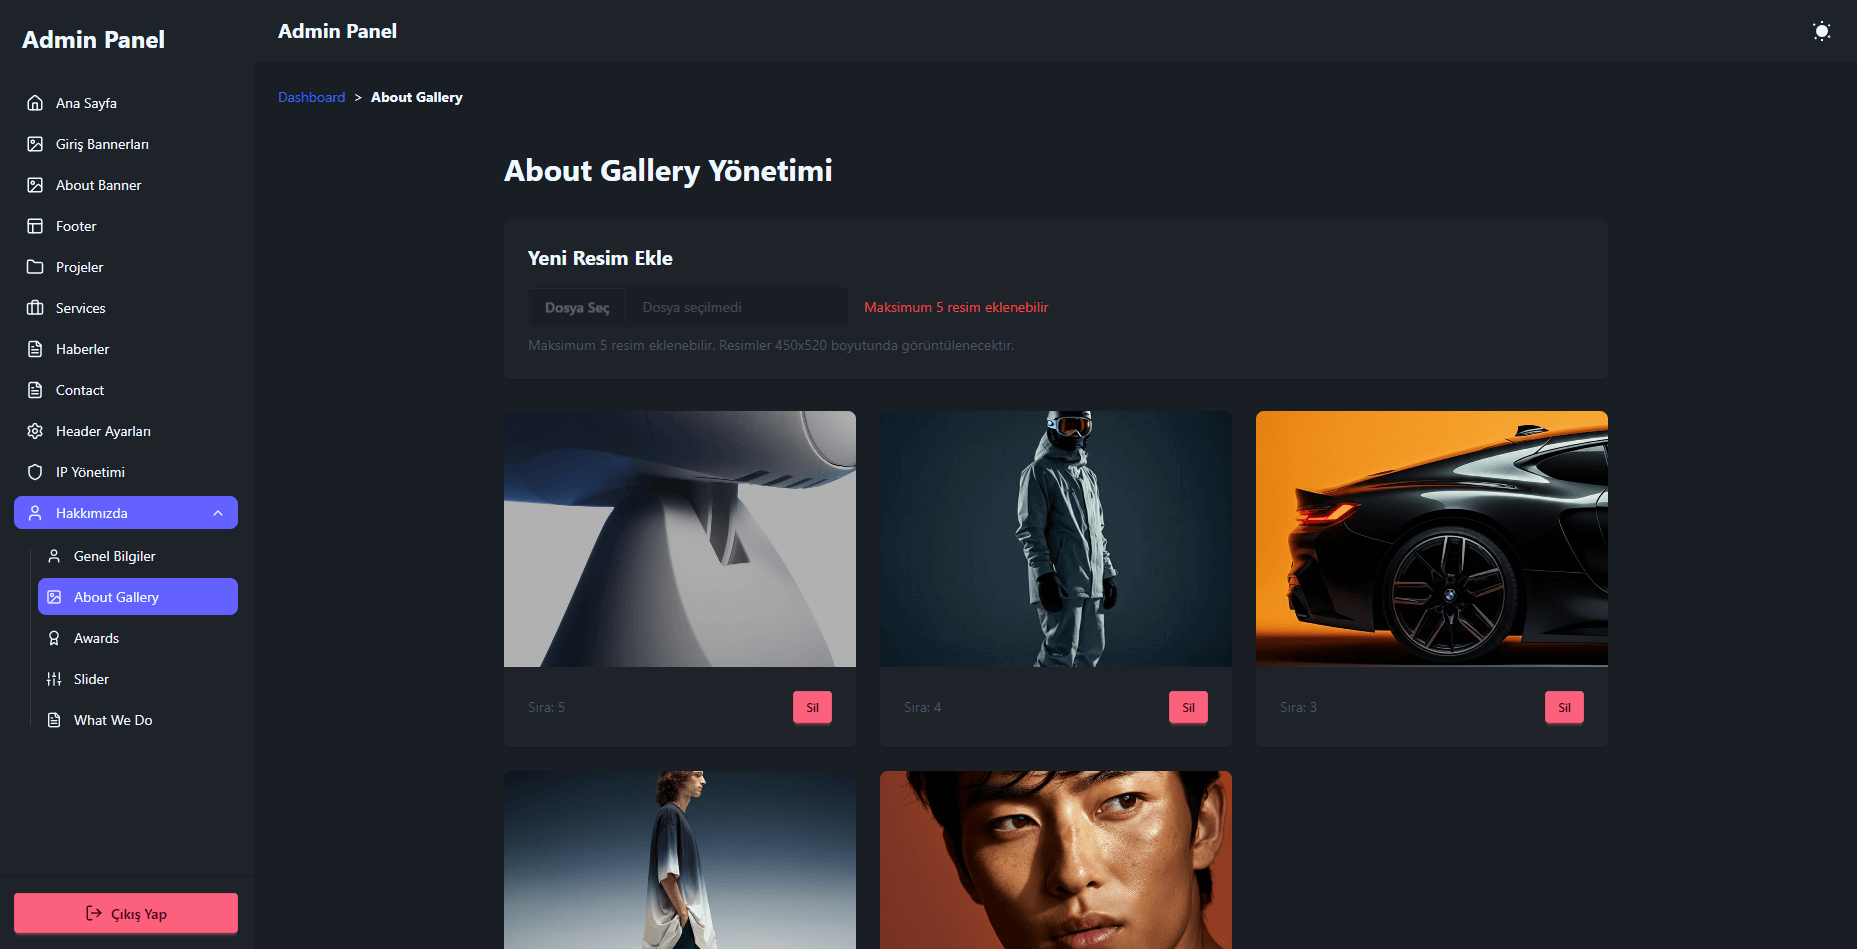 Admin Panel
Ana Sayfa
Giriş Bannerları
About Banner
Footer
Projeler
Services
Haberler
Contact
Header Ayarları
IP Yönetimi
Hakkımızda
Genel Bilgiler
About Gallery
Awards
Slider
What We Do
Çıkış Yap
Admin Panel
Dashboard > About Gallery
About Gallery Yönetimi
Yeni Resim Ekle
Dosya Seç Dosya seçilmedi Maksimum 5 resim eklenebilir
Maksimum 5 resim eklenebilir. Resimler 450x520 boyutunda görüntülenecektir.
Sıra: 5 Sil
Sıra: 4 Sil
Sıra: 3 Sil